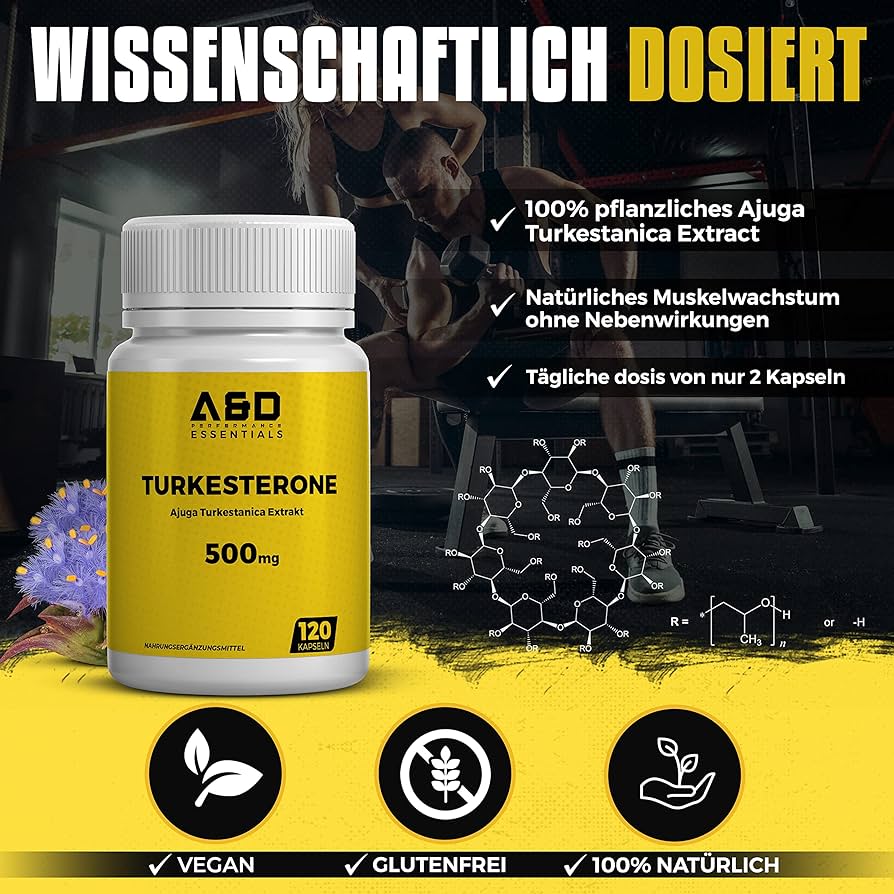 WISSENSCHAFTLICH DOSIERT
✓ 100% pflanzliches Ajuga
Turkestanica Extract
✓ Natürliches Muskelwachstum
ohne Nebenwirkungen
✓ Tägliche dosis von nur 2 Kapseln
A&D
PERFORMANCE
ESSENTIALS
TURKESTERONE
Ajuga Turkestanica Extrakt
500mg
120
KAPSELN
NAHRUNGSERGÄNZUNGSMITTEL
R = * O H
CH₃ n or -H
✓ VEGAN
✓ GLUTENFREI
✓ 100% NATÜRLICH